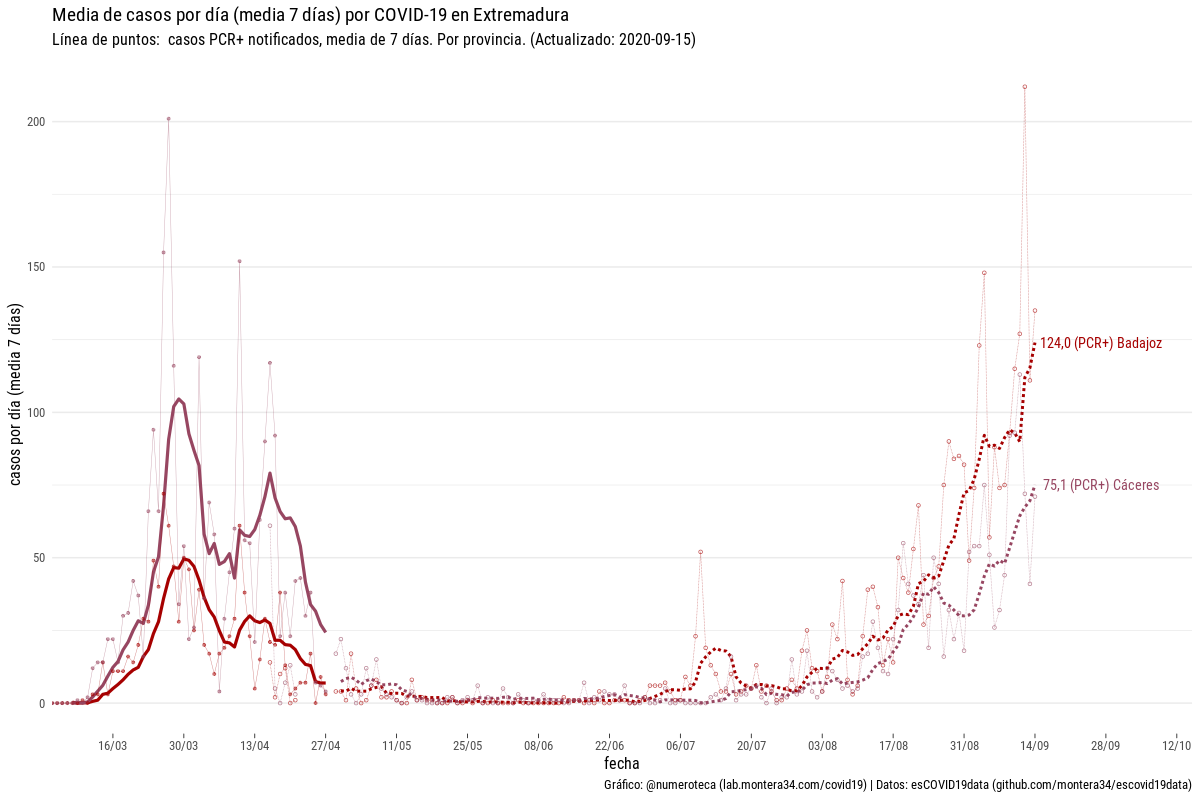 Media de casos por día (media 7 días) por COVID-19 en Extremadura
Línea de puntos:  casos PCR+ notificados, media de 7 días. Por provincia. (Actualizado: 2020-09-15)
casos por día (media 7 días)
200
150
100
50
0
124,0 (PCR+) Badajoz
75,1 (PCR+) Cáceres
16/03 30/03 13/04 27/04 11/05 25/05 08/06 22/06 06/07 20/07 03/08 17/08 31/08 14/09 28/09 12/10
fecha
Gráfico: @numeroteca (lab.montera34.com/covid19) | Datos: esCOVID19data (github.com/montera34/escovid19data)